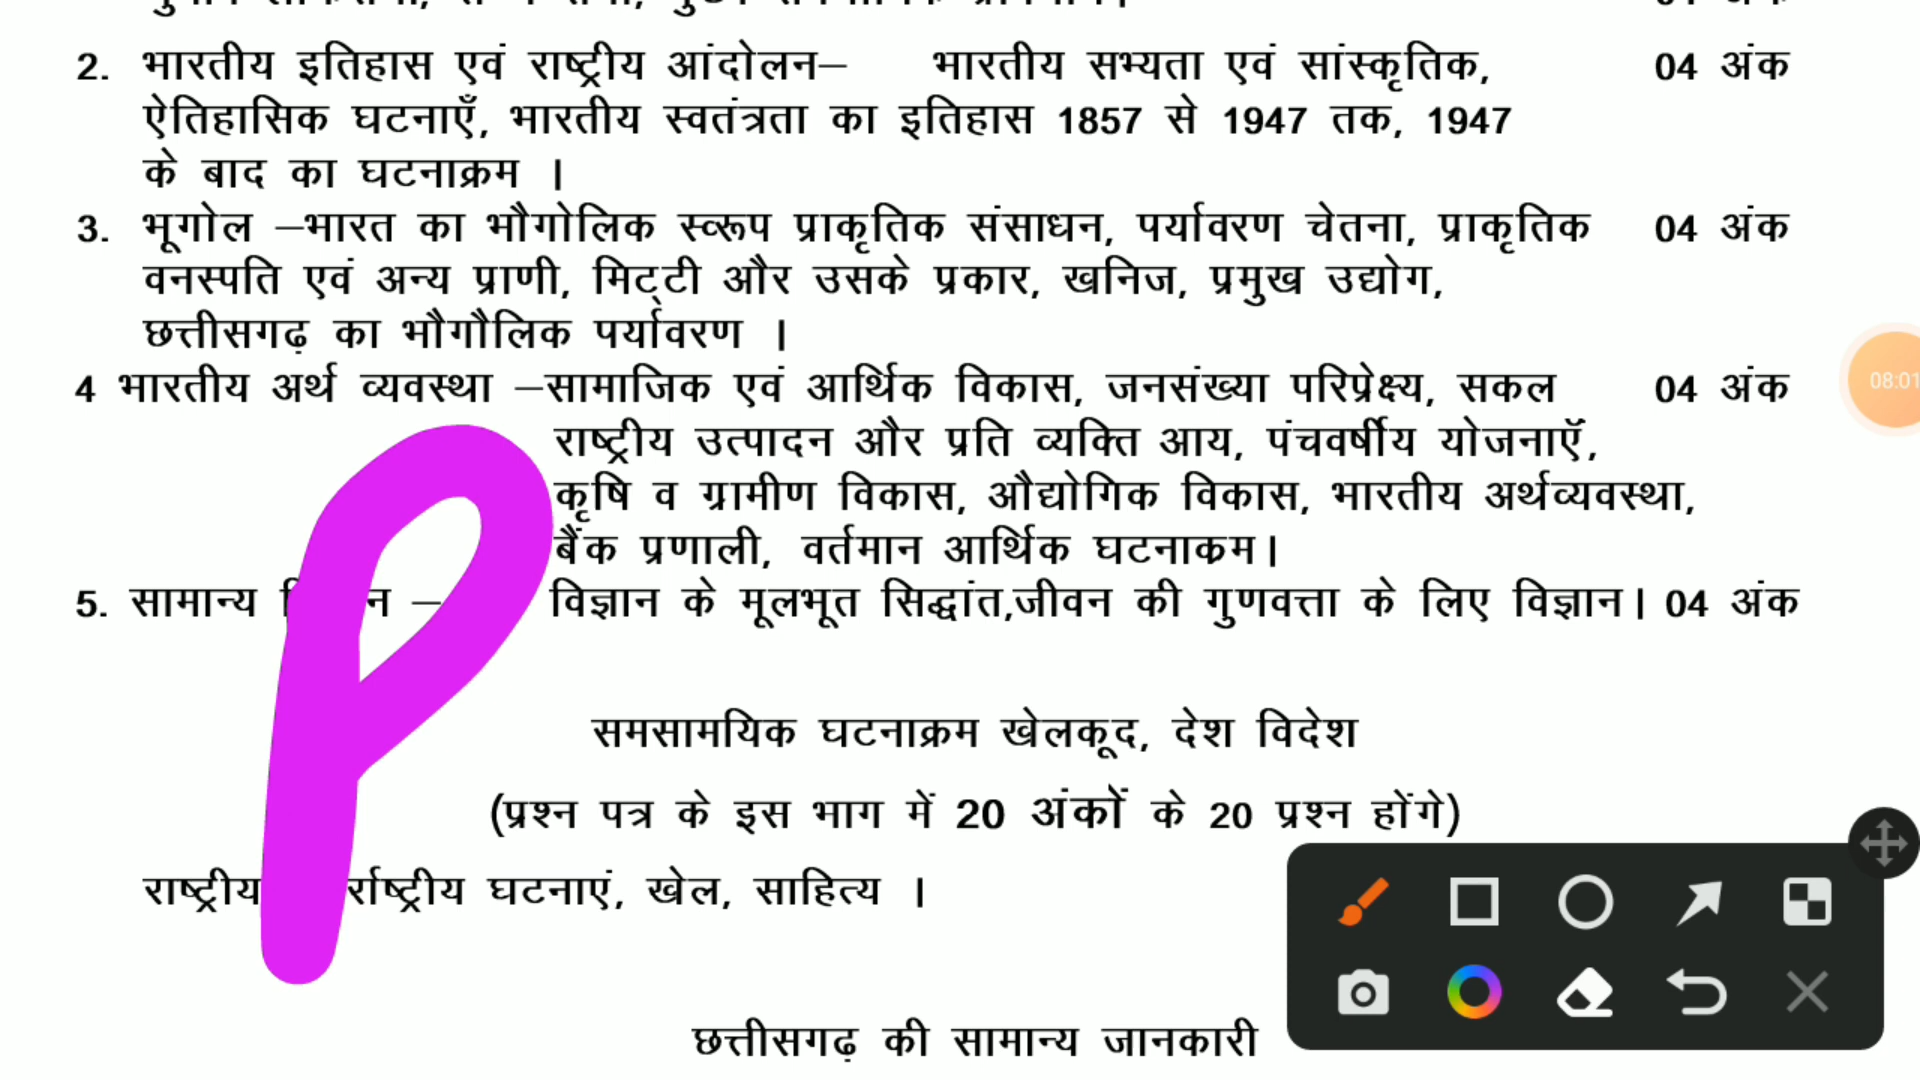 2. भारतीय इतिहास एवं राष्ट्रीय आंदोलन– भारतीय सभ्यता एवं सांस्कृतिक, 04 अंक
ऐतिहासिक घटनाएँ, भारतीय स्वतंत्रता का इतिहास 1857 से 1947 तक, 1947
के बाद का घटनाक्रम ।
3. भूगोल –भारत का भौगोलिक स्वरूप प्राकृतिक संसाधन, पर्यावरण चेतना, प्राकृतिक 04 अंक
वनस्पति एवं अन्य प्राणी, मिट्टी और उसके प्रकार, खनिज, प्रमुख उद्योग,
छत्तीसगढ़ का भौगौलिक पर्यावरण ।
4 भारतीय अर्थ व्यवस्था –सामाजिक एवं आर्थिक विकास, जनसंख्या परिप्रेक्ष्य, सकल 04 अंक
राष्ट्रीय उत्पादन और प्रति व्यक्ति आय, पंचवर्षीय योजनाऍं,
कृषि व ग्रामीण विकास, औद्योगिक विकास, भारतीय अर्थव्यवस्था,
बैंक प्रणाली, वर्तमान आर्थिक घटनाक्रम।
5. सामान्य – विज्ञान के मूलभूत सिद्धांत,जीवन की गुणवत्ता के लिए विज्ञान। 04 अंक
समसामयिक घटनाक्रम खेलकूद, देश विदेश
(प्रश्न पत्र के इस भाग में 20 अंकों के 20 प्रश्न होंगे)
राष्ट्रीय घटनाएं, खेल, साहित्य ।
छत्तीसगढ़ की सामान्य जानकारी
08:01
P